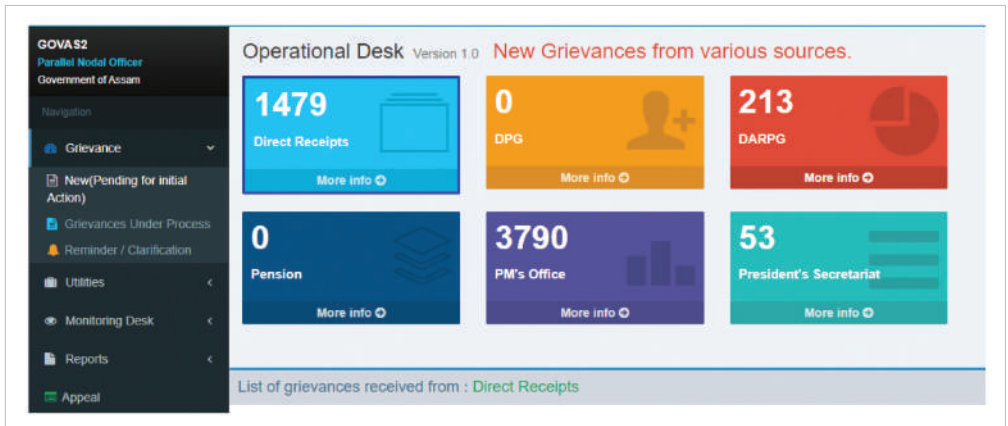 GOVAS2
Parallel Nodal Officer
Government of Assam
Navigation
Grievance
New(Pending for initial
Action)
Grievances Under Process
Reminder / Clarification
Utilities
Monitoring Desk
Reports
Appeal
Operational Desk Version 1.0 New Grievances from various sources.
1479
Direct Receipts
More info
0
DPG
More info
213
DARPG
More info
0
Pension
More info
3790
PM's Office
More info
53
President's Secretariat
More info
List of grievances received from : Direct Receipts